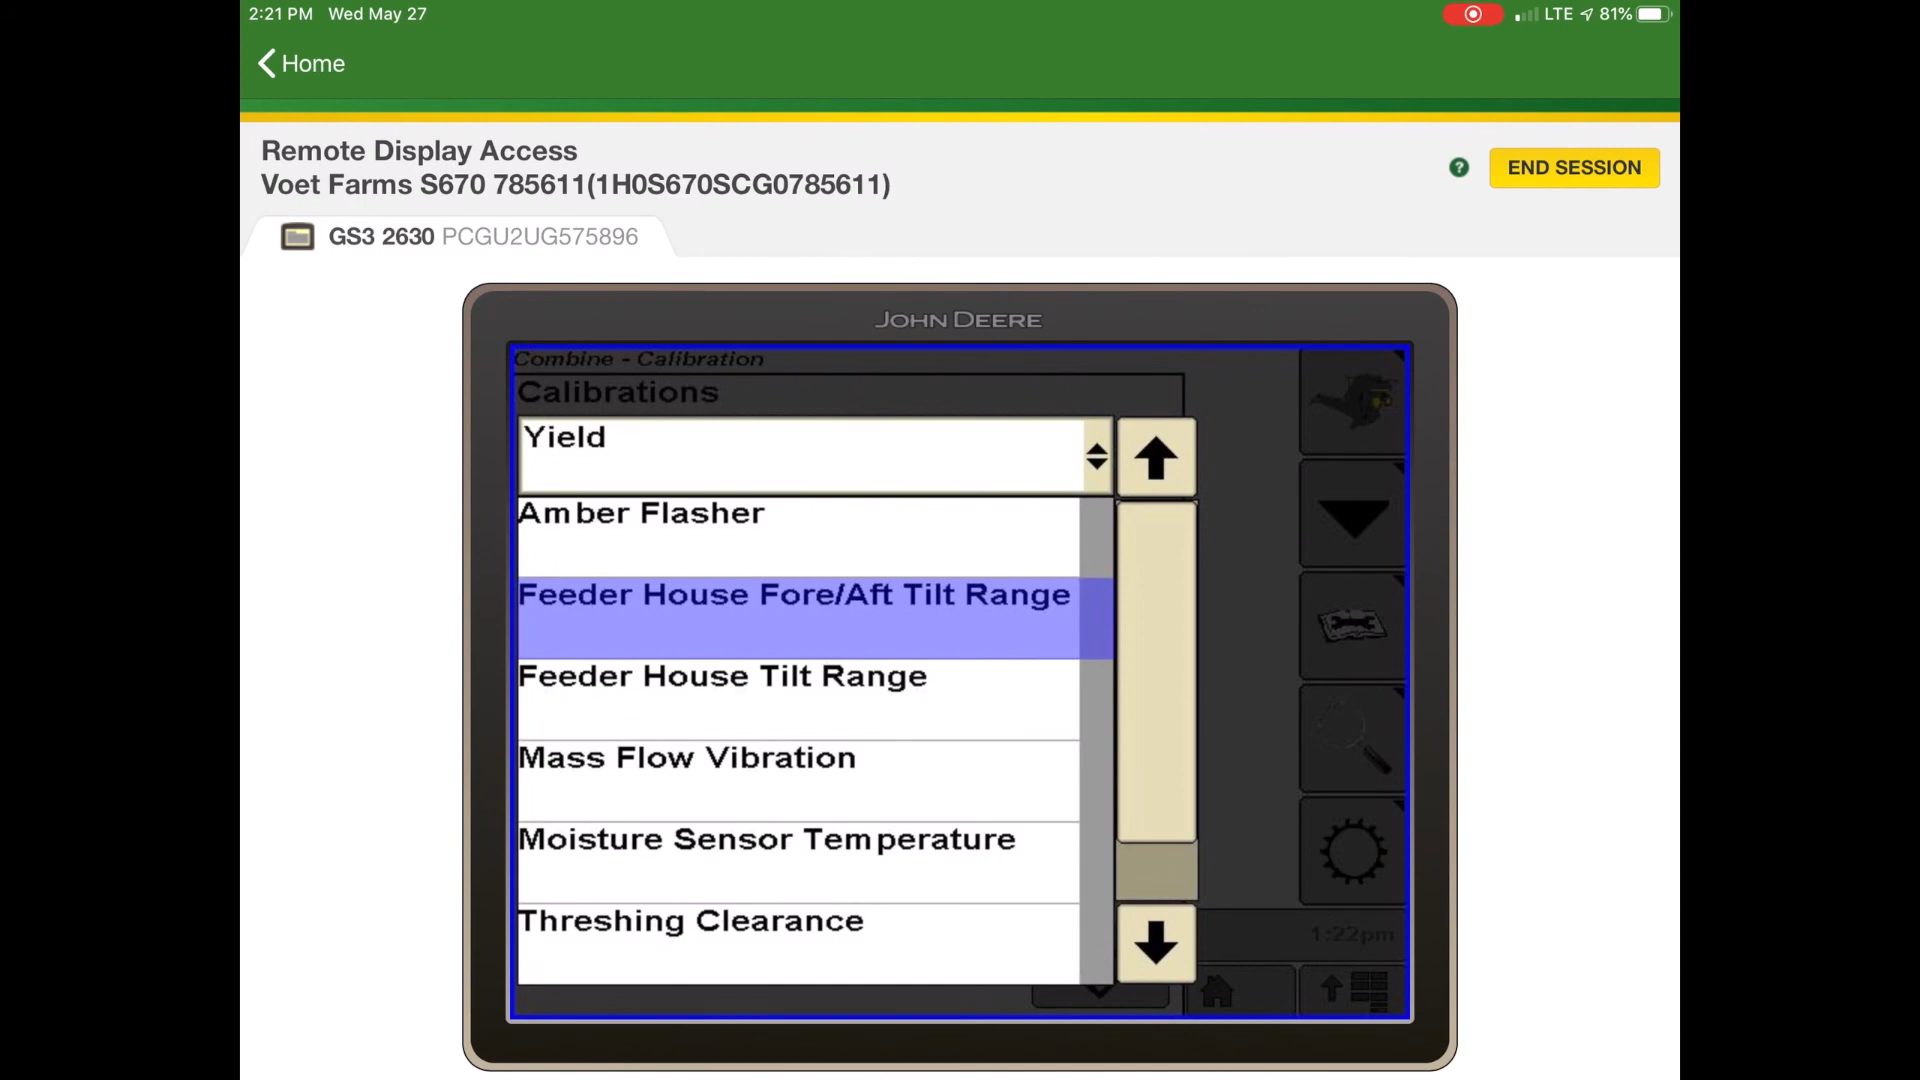 2:21 PM Wed May 27
LTE 81%
Home
Remote Display Access
Voet Farms S670 785611(1H0S670SCG0785611)
?
END SESSION
GS3 2630 PCGU2UG575896
JOHN DEERE
Combine - Calibration
Calibrations
Yield
Amber Flasher
Feeder House Fore/Aft Tilt Range
Feeder House Tilt Range
Mass Flow Vibration
Moisture Sensor Temperature
Threshing Clearance
1:22pm